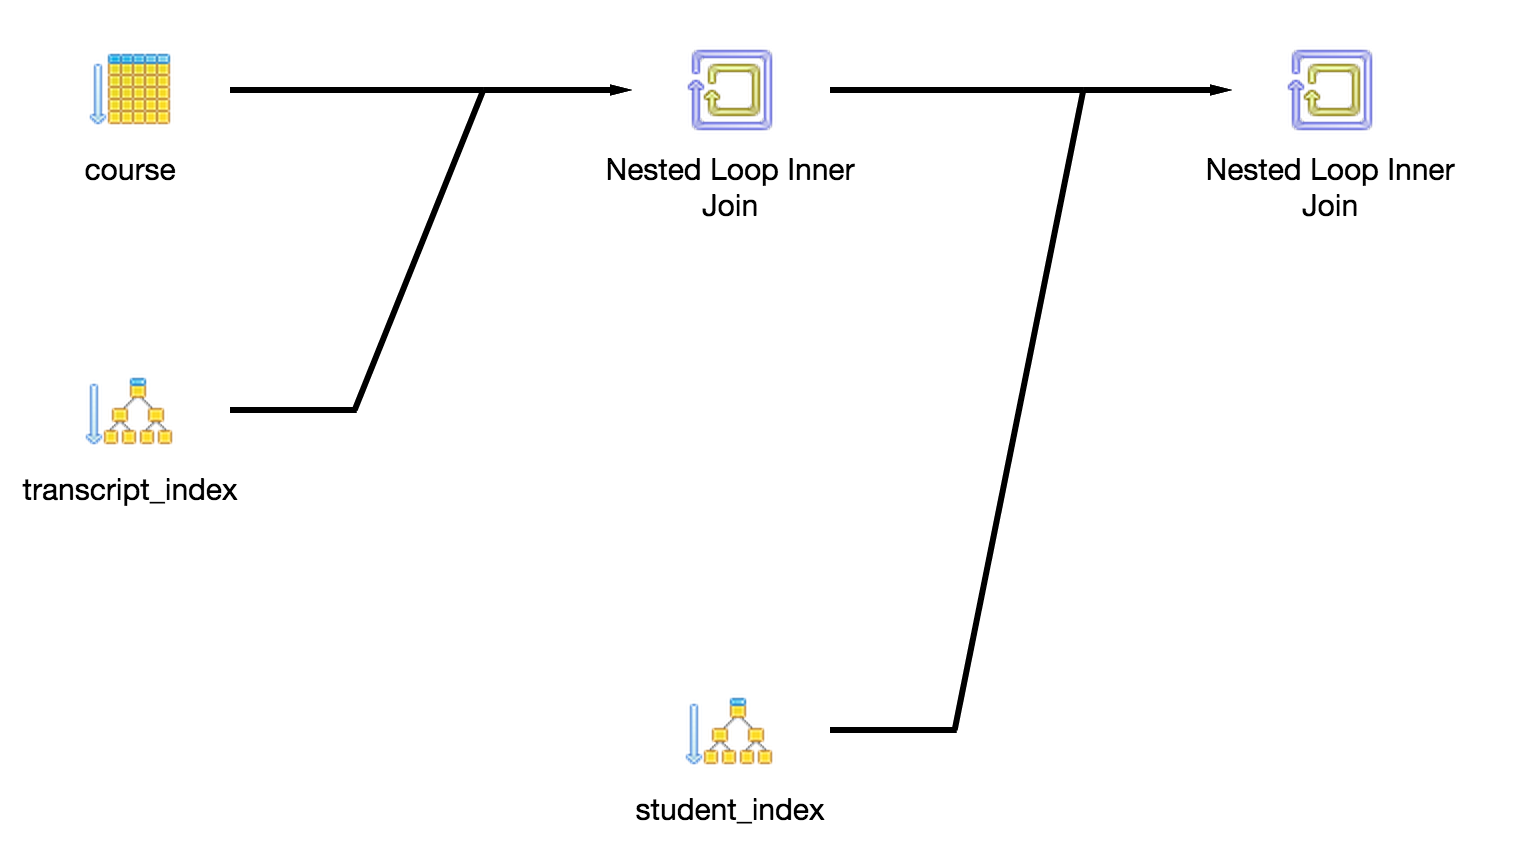 course
Nested Loop Inner
Join
Nested Loop Inner
Join
transcript_index
student_index